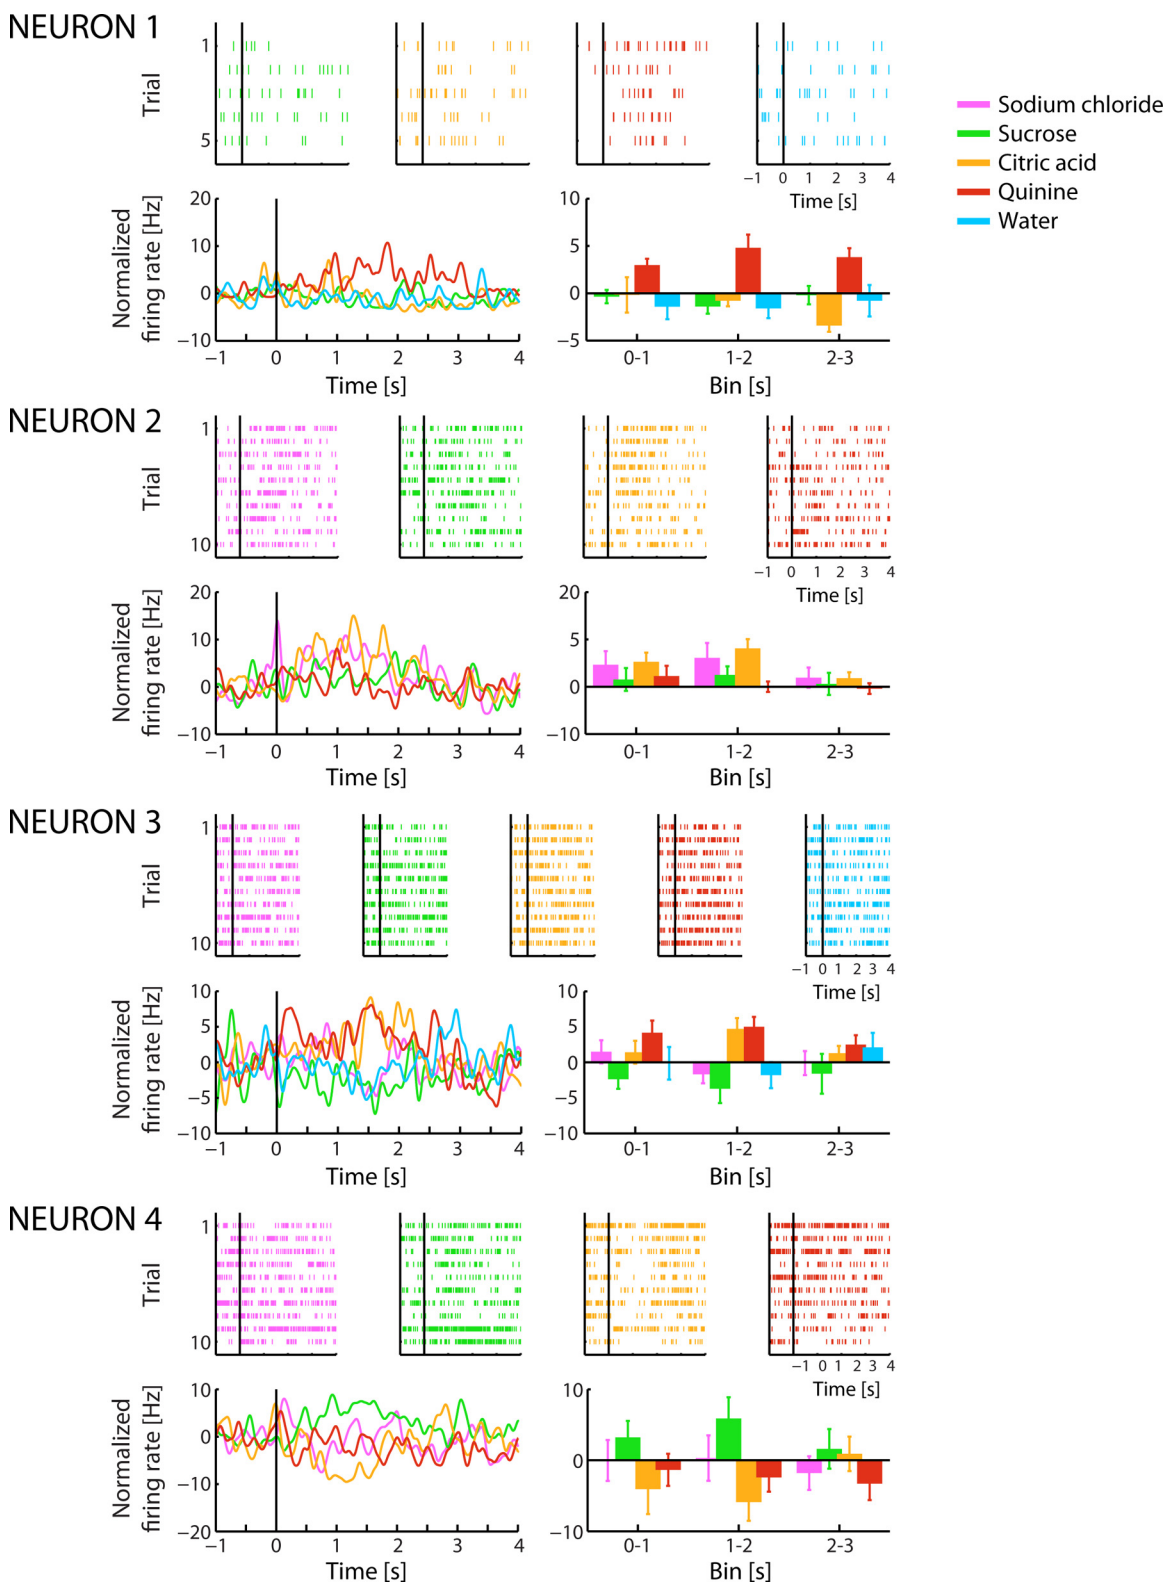 NEURON 1
1
Trial
5
−1 0 1 2 3 4
Time [s]
Sodium chloride
Sucrose
Citric acid
Quinine
Water
Normalized
firing rate [Hz]
20
10
0
−10
−1 0 1 2 3 4
Time [s]
10
5
0
−5
0-1 1-2 2-3
Bin [s]
NEURON 2
1
Trial
10
−1 0 1 2 3 4
Time [s]
Normalized
firing rate [Hz]
20
10
0
−10
−1 0 1 2 3 4
Time [s]
20
5
0
−10
0-1 1-2 2-3
Bin [s]
NEURON 3
1
Trial
10
−1 0 1 2 3 4
Time [s]
Normalized
firing rate [Hz]
10
5
0
−5
−10
−1 0 1 2 3 4
Time [s]
10
5
0
−5
−10
0-1 1-2 2-3
Bin [s]
NEURON 4
1
Trial
10
−1 0 1 2 3 4
Time [s]
Normalized
firing rate [Hz]
10
0
−10
−20
−1 0 1 2 3 4
Time [s]
10
0
−10
0-1 1-2 2-3
Bin [s]